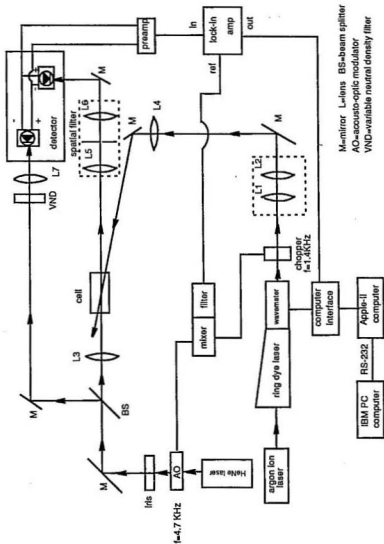 preamp
In
lock-in
amp
out
ref
detector
-
+
-
+
M
L7
VND
spatial filter
L6
L5
M
L4
cell
L3
M
BS
M
Iris
AO
f=4.7 KHz
HeNe laser
mixer
filter
chopper
f=1.4KHz
L1
L2
M
argon ion
laser
ring dye laser
wavemeter
computer
interface
IBM PC
computer
RS-232
Apple-II
computer
M=mirror L=lens BS=beam splitter
AO=acousto-optic modulator
VND=variable neutral density filter